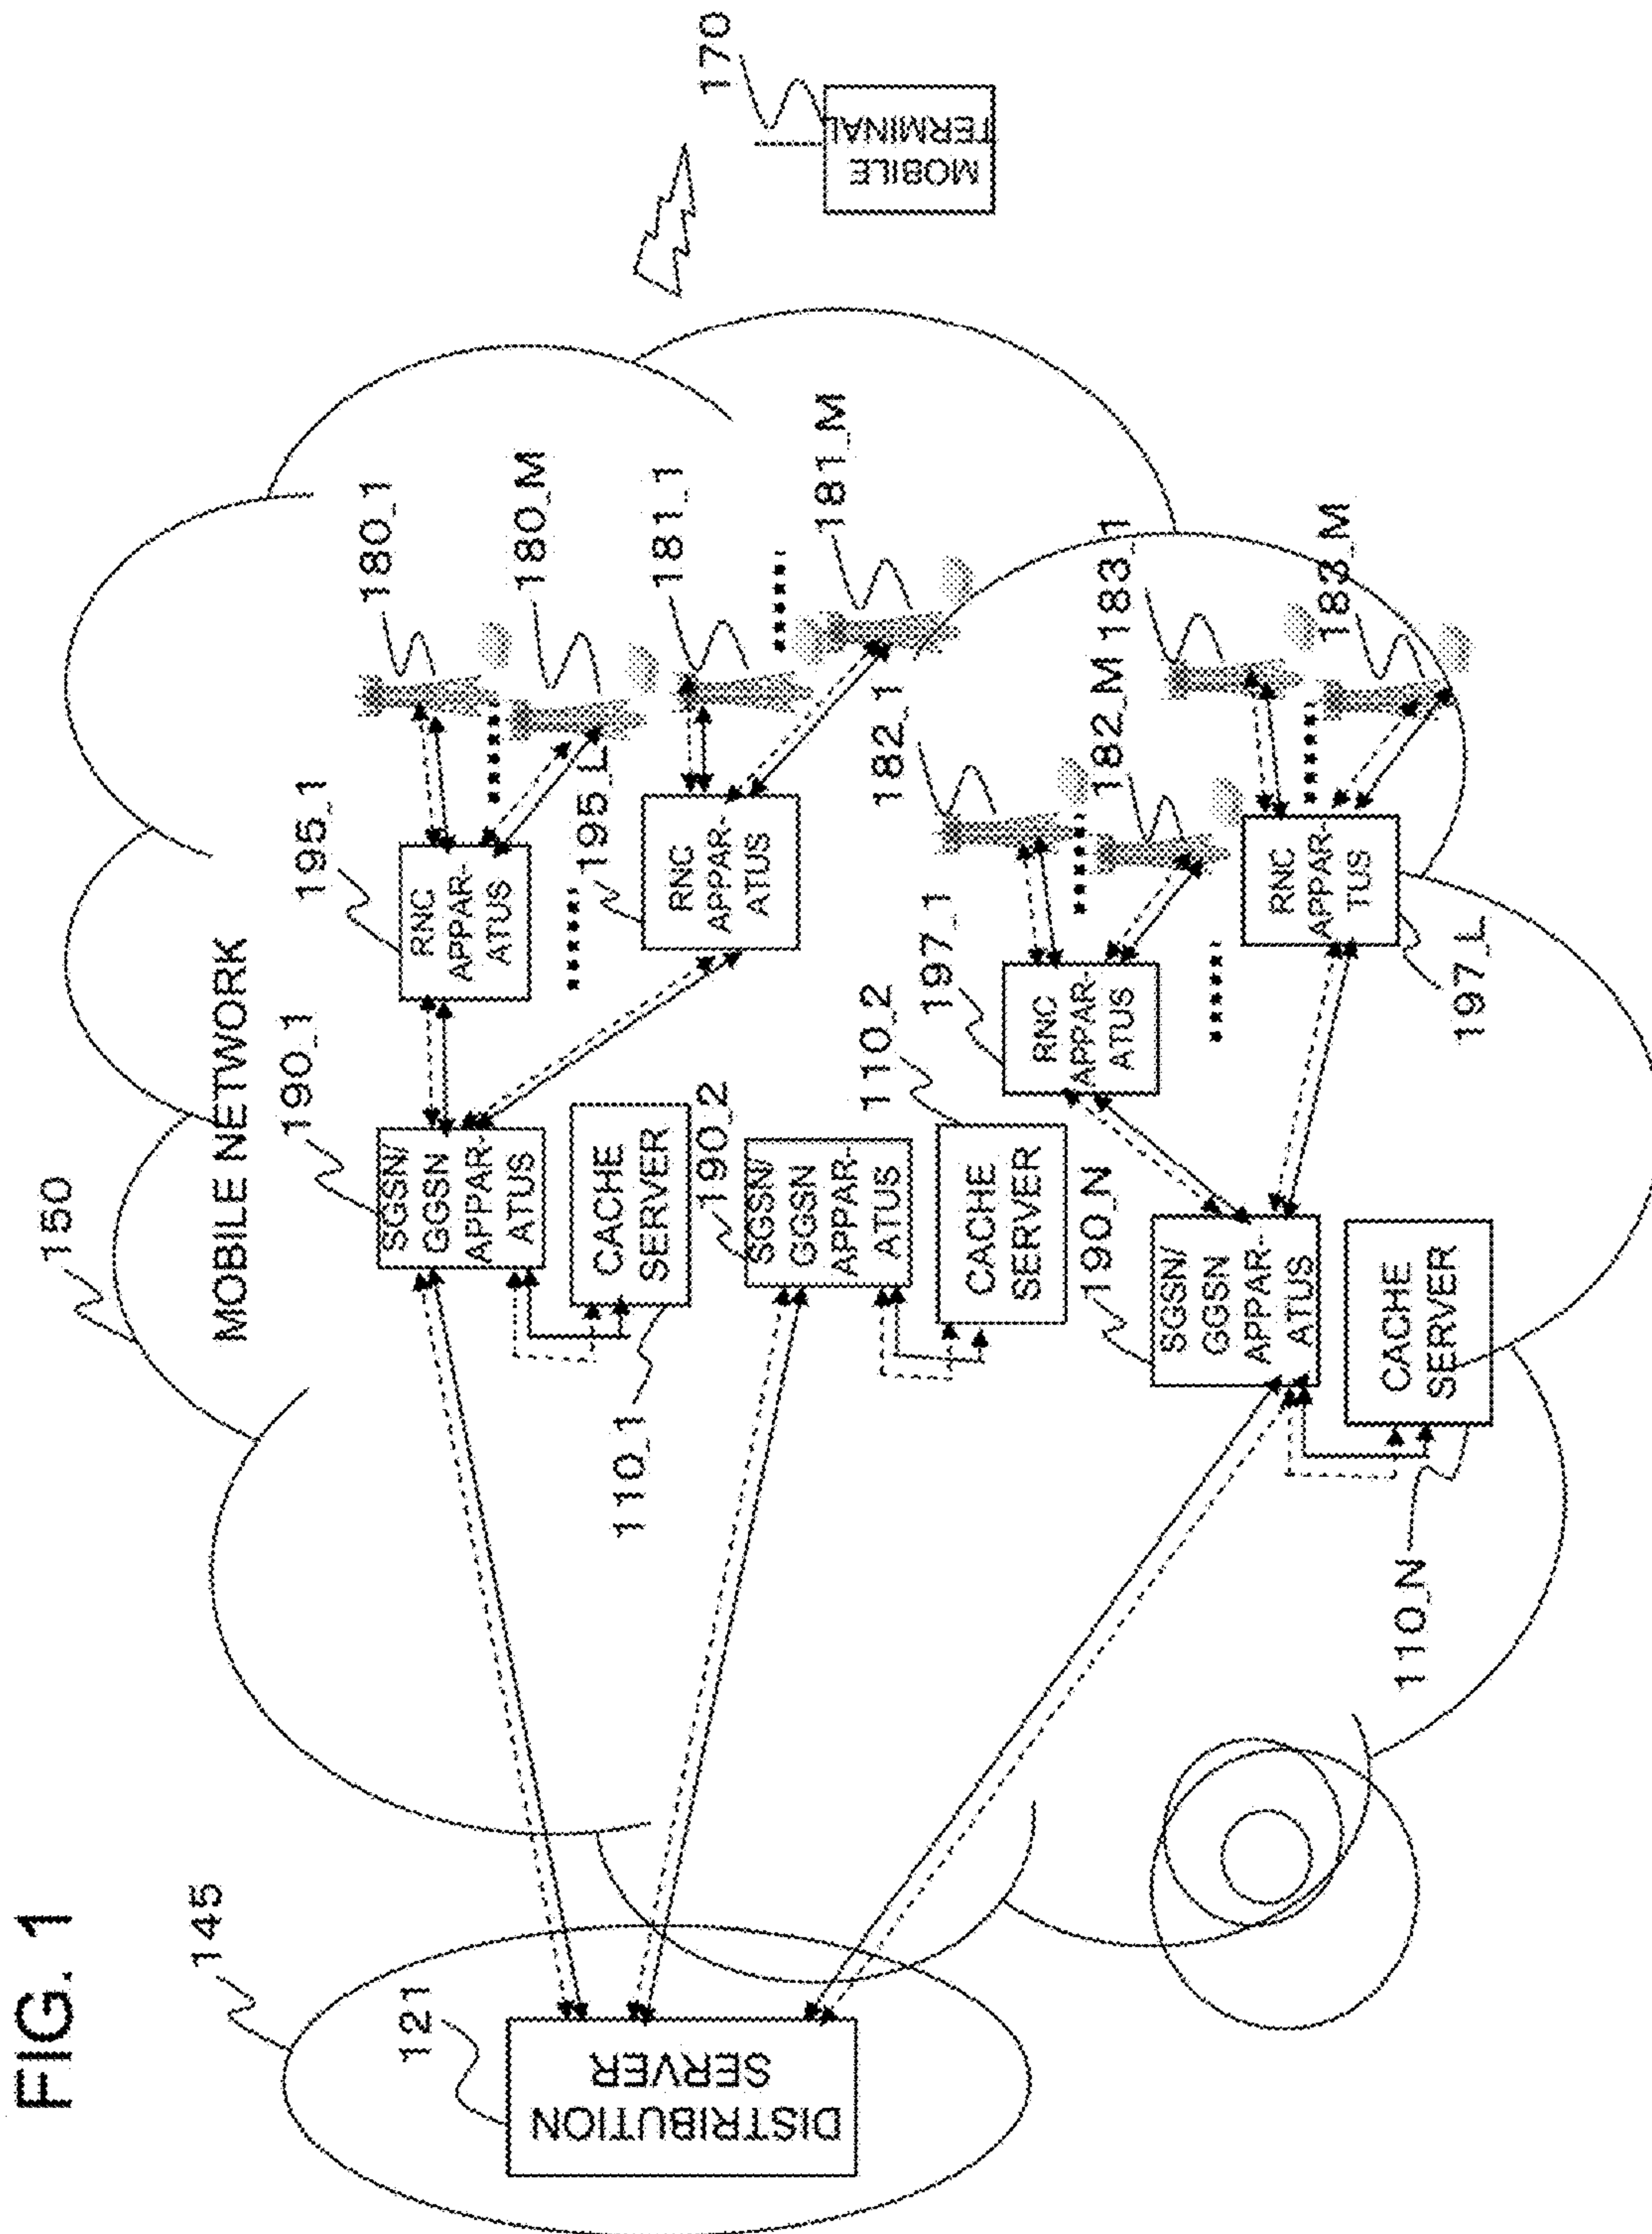 FIG. 1
145
121
DISTRIBUTION
SERVER
150
MOBILE NETWORK
190_1
SGSN/
GGSN
APPAR-
ATUS
110_1
CACHE
SERVER
190_2
SGSN/
GGSN
APPAR-
ATUS
110_2
CACHE
SERVER
190_N
SGSN/
GGSN
APPAR-
ATUS
110_N
CACHE
SERVER
195_1
RNC
APPAR-
ATUS
195_L
RNC
APPAR-
ATUS
197_1
RNC
APPAR-
ATUS
197_L
RNC
APPAR-
TUS
180_1
180_M
181_1
181_M
182_1
182_M
183_1
183_M
170
MOBILE
TERMINAL